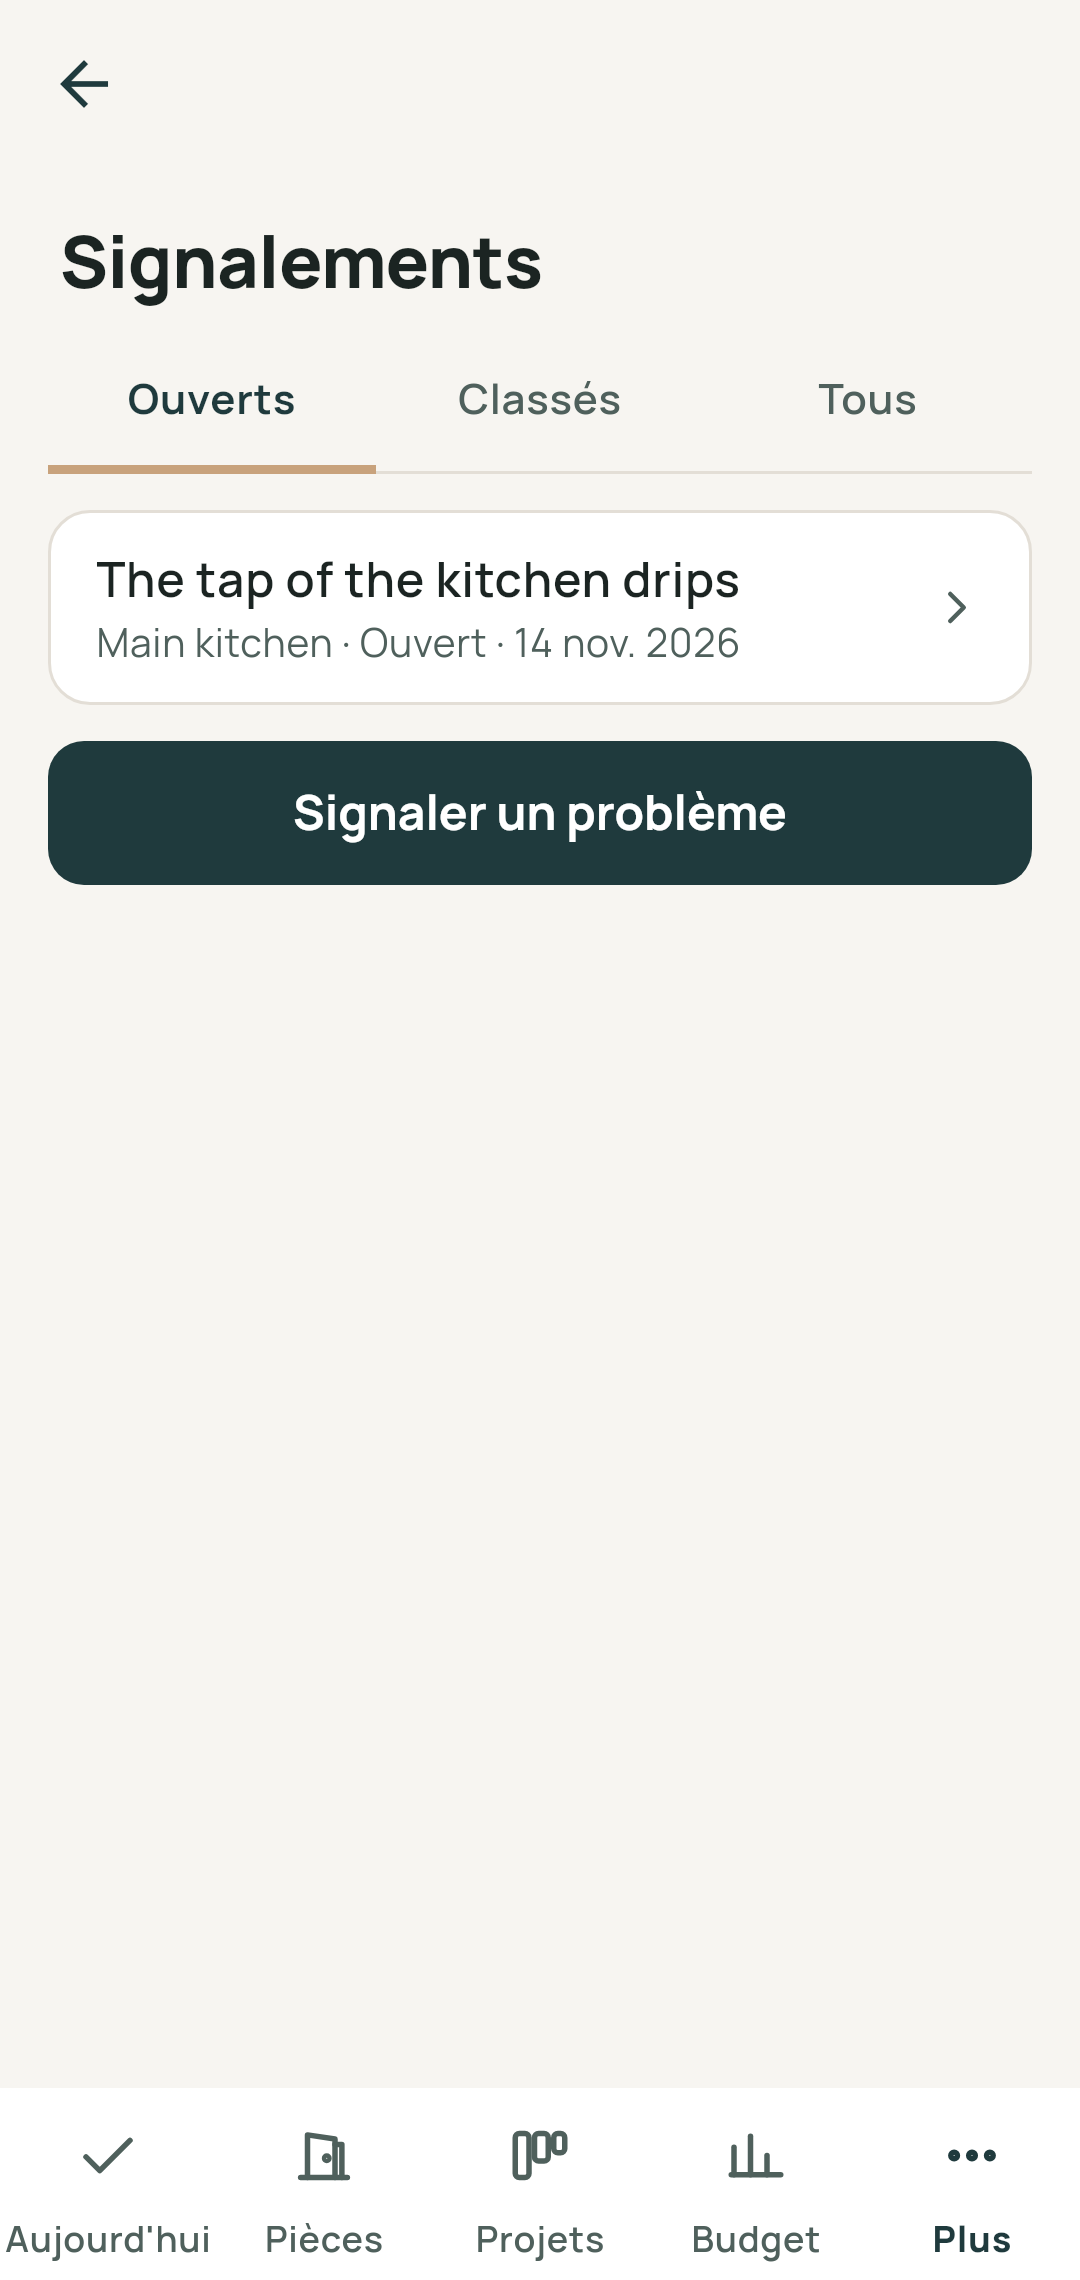 Signalements
Ouverts Classés Tous
The tap of the kitchen drips
Main kitchen · Ouvert · 14 nov. 2026
Signaler un problème
Aujourd'hui Pièces Projets Budget Plus